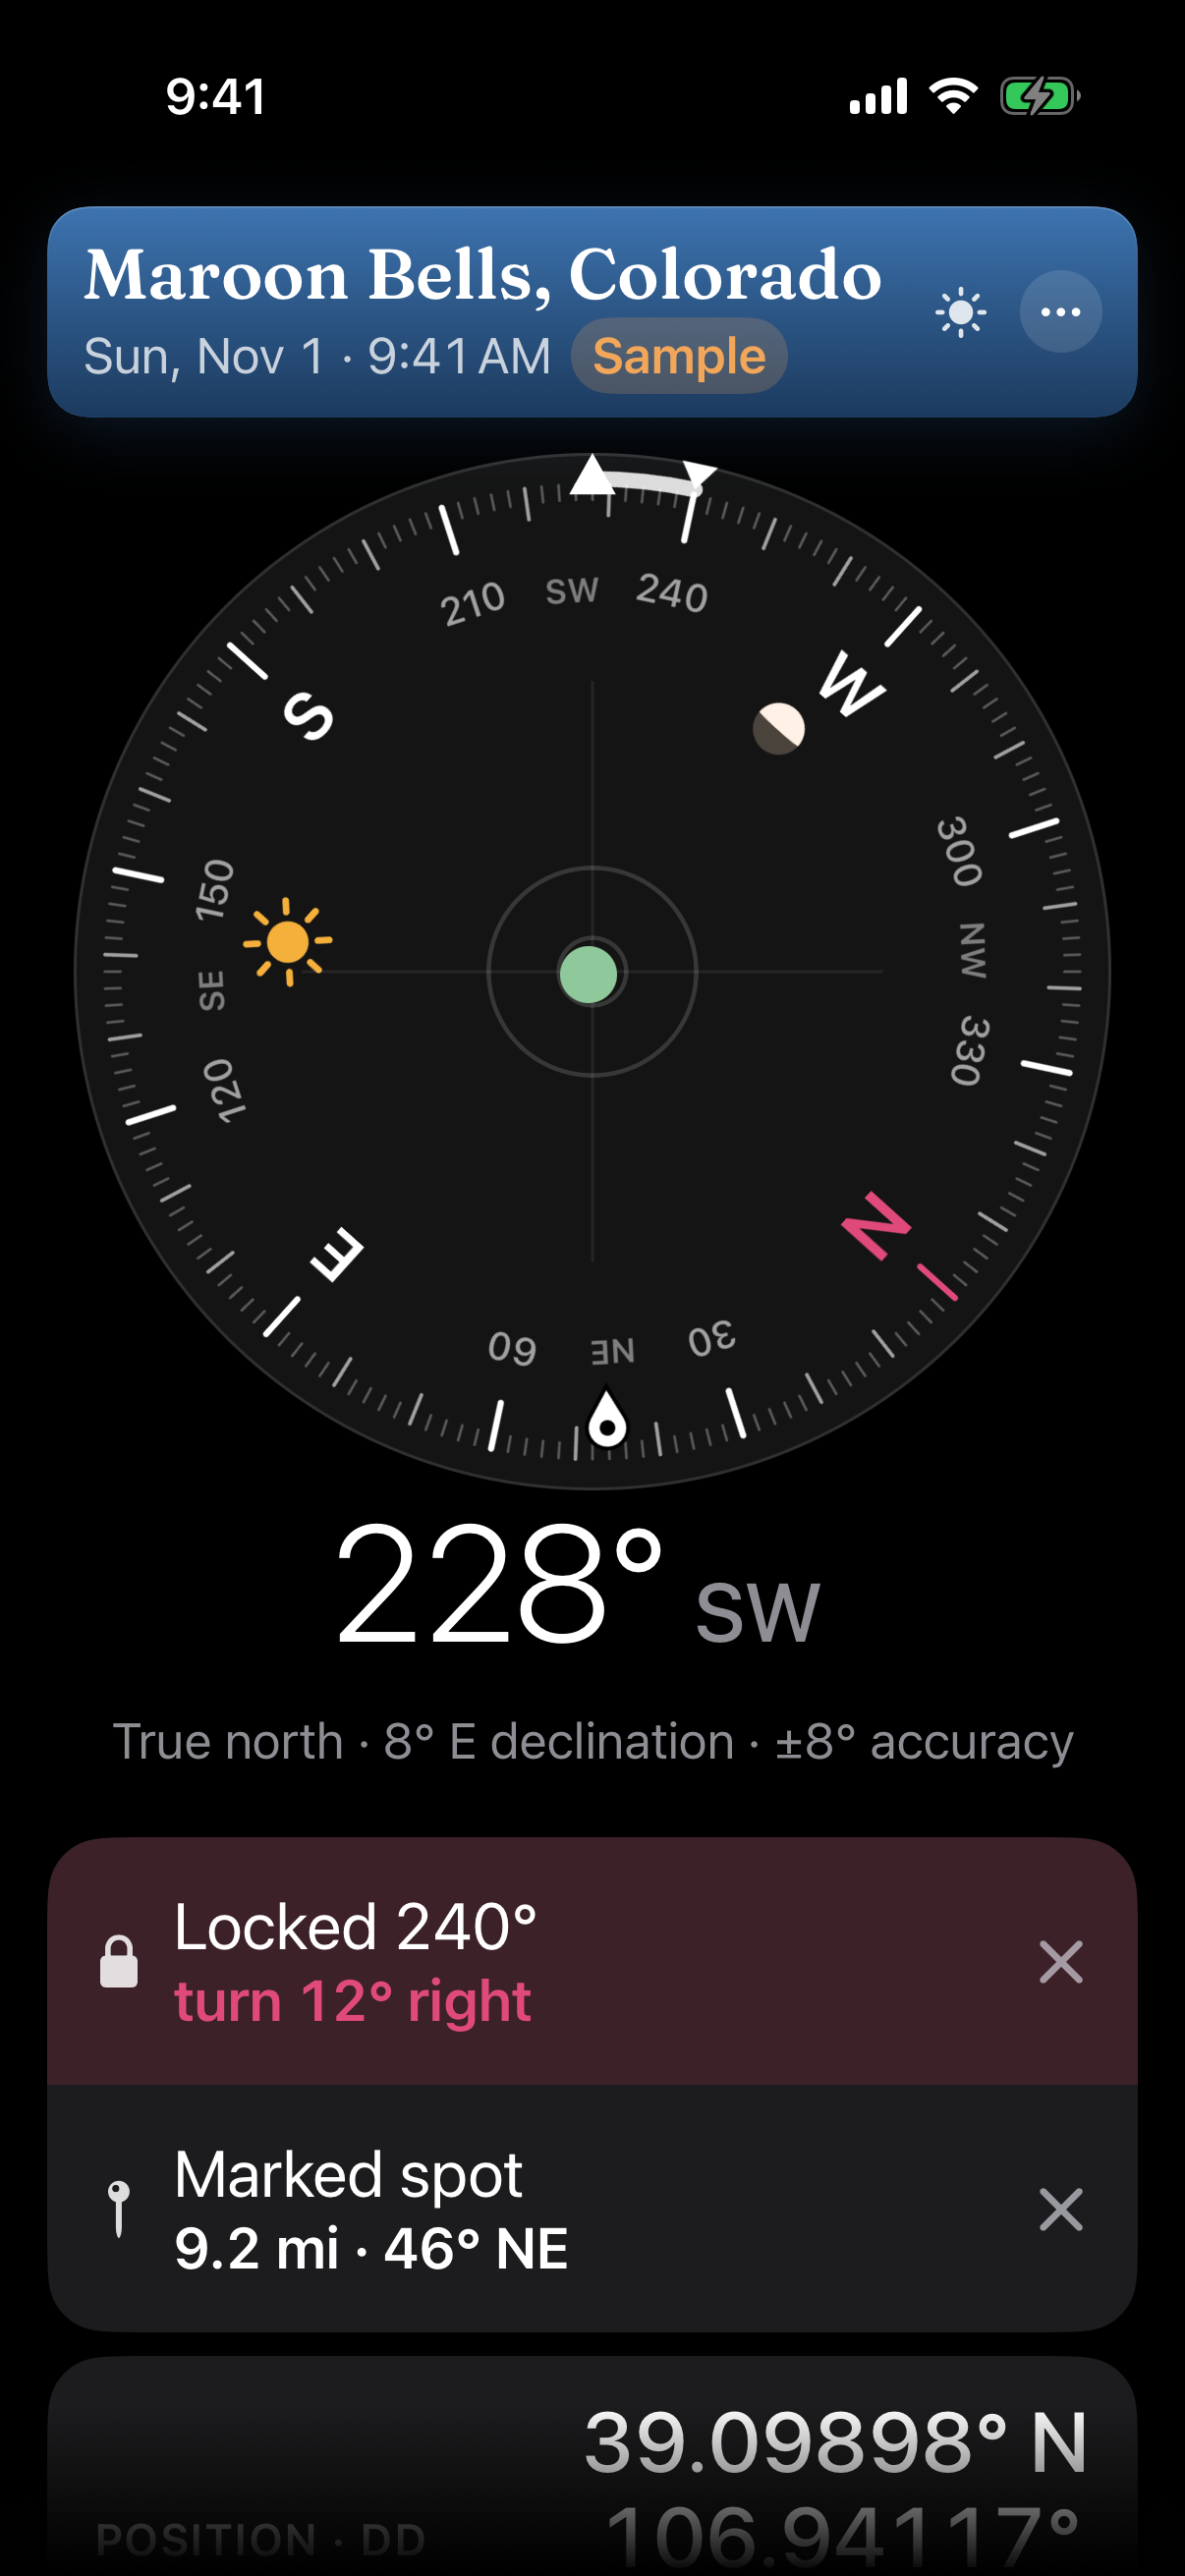 9:41
Maroon Bells, Colorado
Sun, Nov 1 · 9:41 AM Sample
210 SW 240
S W
150 300
SE NW
120 330
E N
60 NE 30
228° SW
True north · 8° E declination · ±8° accuracy
Locked 240°
turn 12° right
Marked spot
9.2 mi · 46° NE
39.09898° N
POSITION · DD 106.94117°